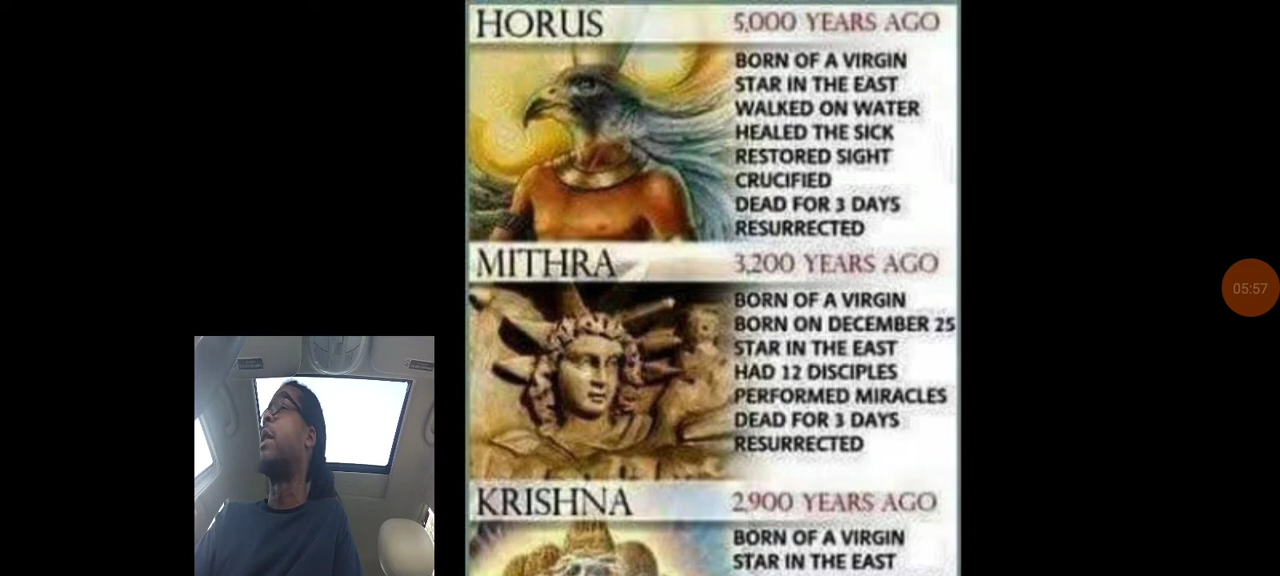 HORUS
5,000 YEARS AGO
BORN OF A VIRGIN
STAR IN THE EAST
WALKED ON WATER
HEALED THE SICK
RESTORED SIGHT
CRUCIFIED
DEAD FOR 3 DAYS
RESURRECTED
MITHRA
3,200 YEARS AGO
BORN OF A VIRGIN
BORN ON DECEMBER 25
STAR IN THE EAST
HAD 12 DISCIPLES
PERFORMED MIRACLES
DEAD FOR 3 DAYS
RESURRECTED
KRISHNA
2,900 YEARS AGO
BORN OF A VIRGIN
STAR IN THE EAST
05:57